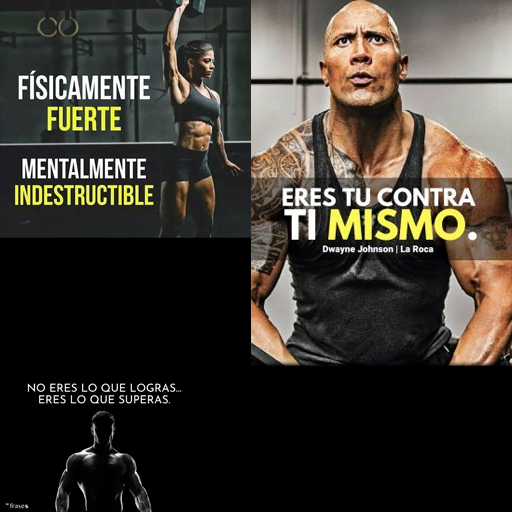 FÍSICAMENTE
FUERTE
MENTALMENTE
INDESTRUCTIBLE
ERES TU CONTRA
TI MISMO.
Dwayne Johnson | La Roca
NO ERES LO QUE LOGRAS...
ERES LO QUE SUPERAS.
frases